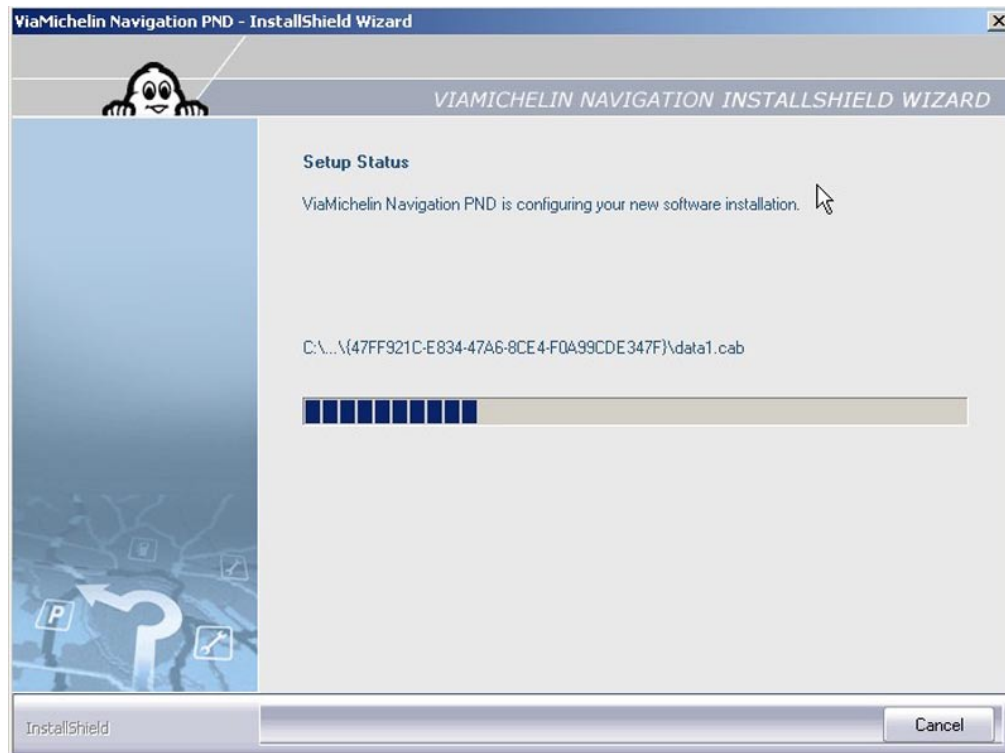 ViaMichelin Navigation PND - InstallShield Wizard
VIAMICHELIN NAVIGATION INSTALLSHIELD WIZARD
Setup Status
ViaMichelin Navigation PND is configuring your new software installation.
C:\...\{47FF921C-E834-47A6-8CE4-F0A99CDE347F}\data1.cab
P
InstallShield
Cancel